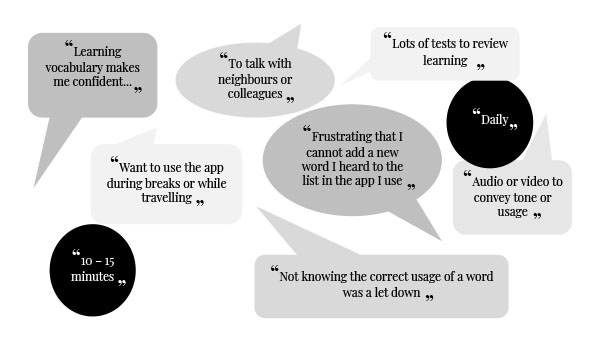 “Learning
vocabulary makes
me confident...„
“To talk with
neighbours or
colleagues „
“Lots of tests to review
learning „
“Daily„
“Frustrating that I
cannot add a new
word I heard to the
list in the app I use „
“Want to use the app
during breaks or while
travelling „
“Audio or video to
convey tone or
usage „
“10 – 15
minutes „
“Not knowing the correct usage of a word
was a let down „